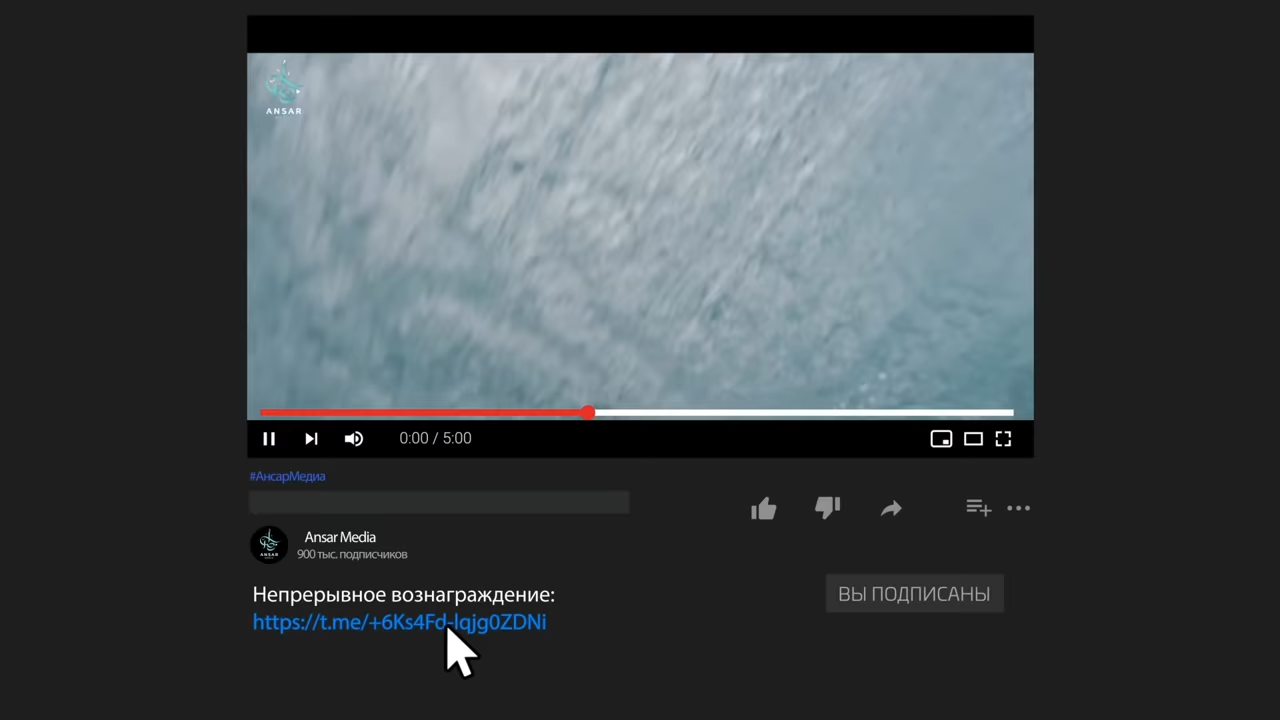 ANSAR
0:00 / 5:00
#АнсарМедиа
Ansar Media
900 тыс. подписчиков
ANSAR
Непрерывное вознаграждение:
ВЫ ПОДПИСАНЫ
https://t.me/+6Ks4Fd-lqjg0ZDNi